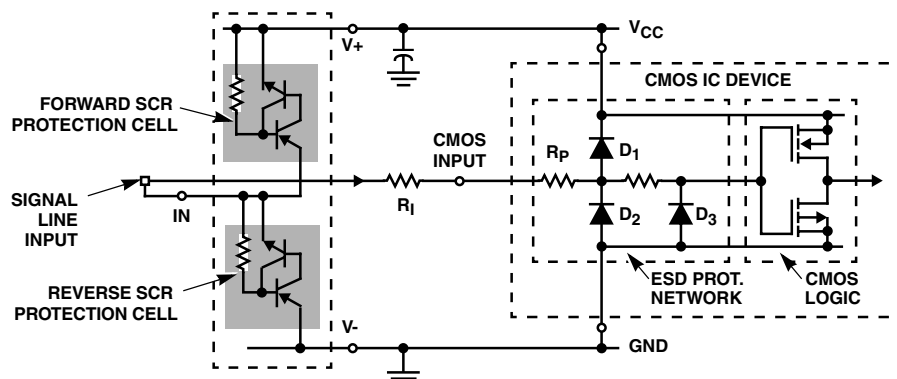 V+
VCC
CMOS IC DEVICE
FORWARD SCR
PROTECTION CELL
CMOS
INPUT
RP
D1
SIGNAL
LINE
INPUT
IN
RI
D2
D3
REVERSE SCR
PROTECTION CELL
ESD PROT.
NETWORK
CMOS
LOGIC
V-
GND